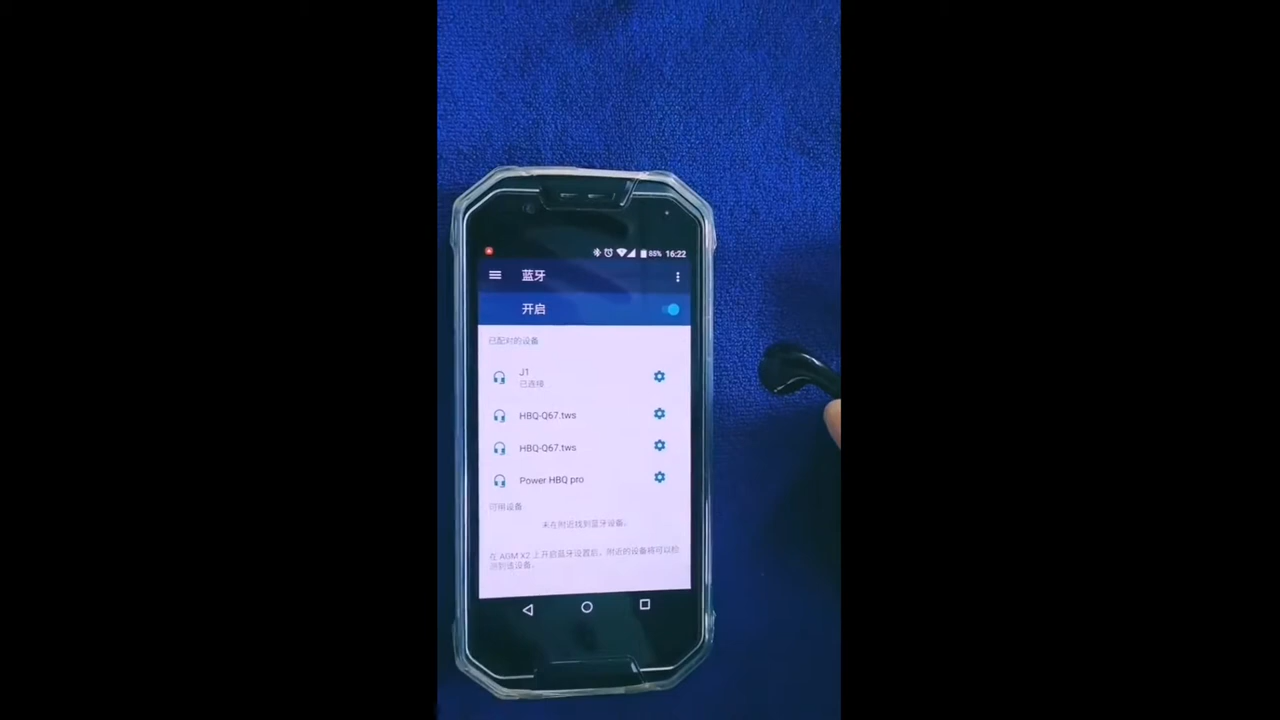 88% 16:22
蓝牙
开启
已配对的设备
J1
已连接
HBQ-Q67.tws
HBQ-Q67.tws
Power HBQ pro
可用设备
未在附近找到蓝牙设备。
在 AGM X2 上开启蓝牙设置后，附近的设备将可以检
测到该设备。